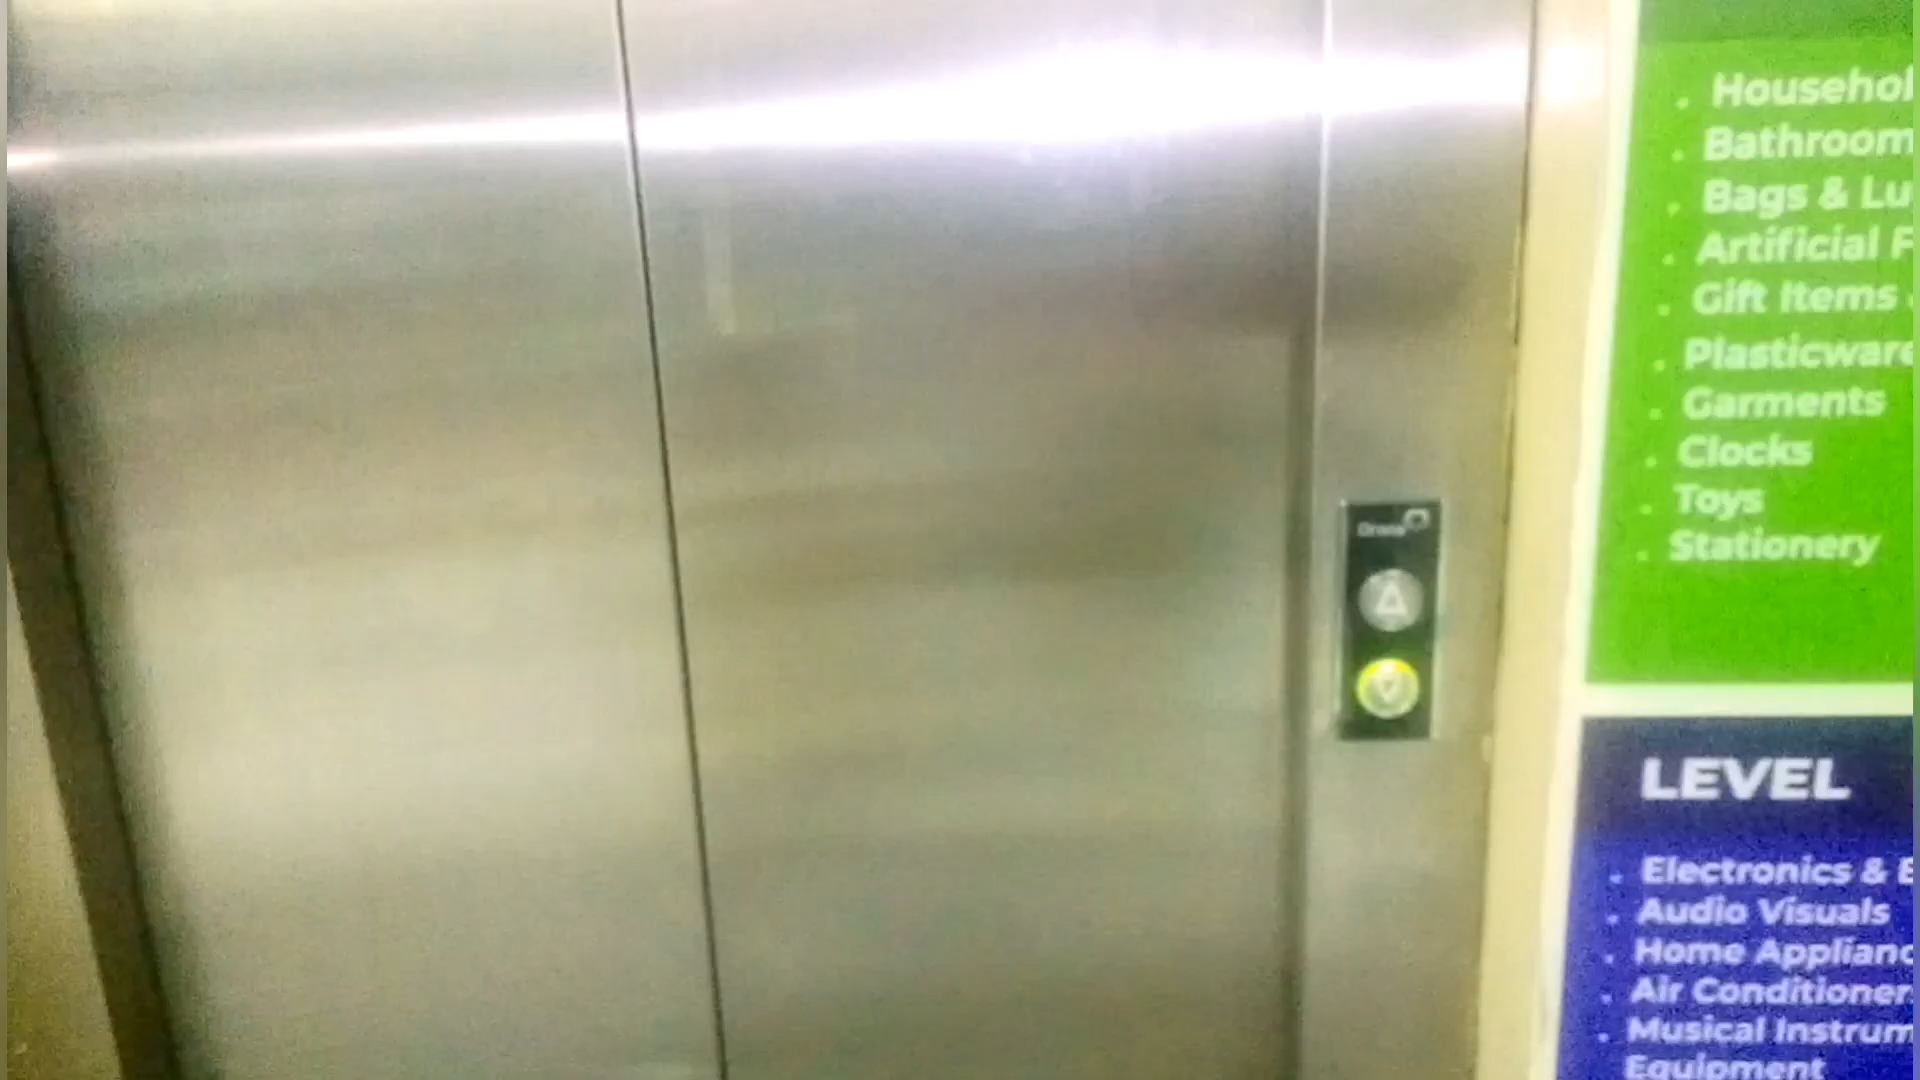 . Househol
. Bathroom
. Bags & Lu
. Artificial F
. Gift Items
. Plasticware
. Garments
. Clocks
. Toys
. Stationery
LEVEL
. Electronics & E
. Audio Visuals
. Home Applianc
. Air Conditioner
. Musical Instrum
Equipment